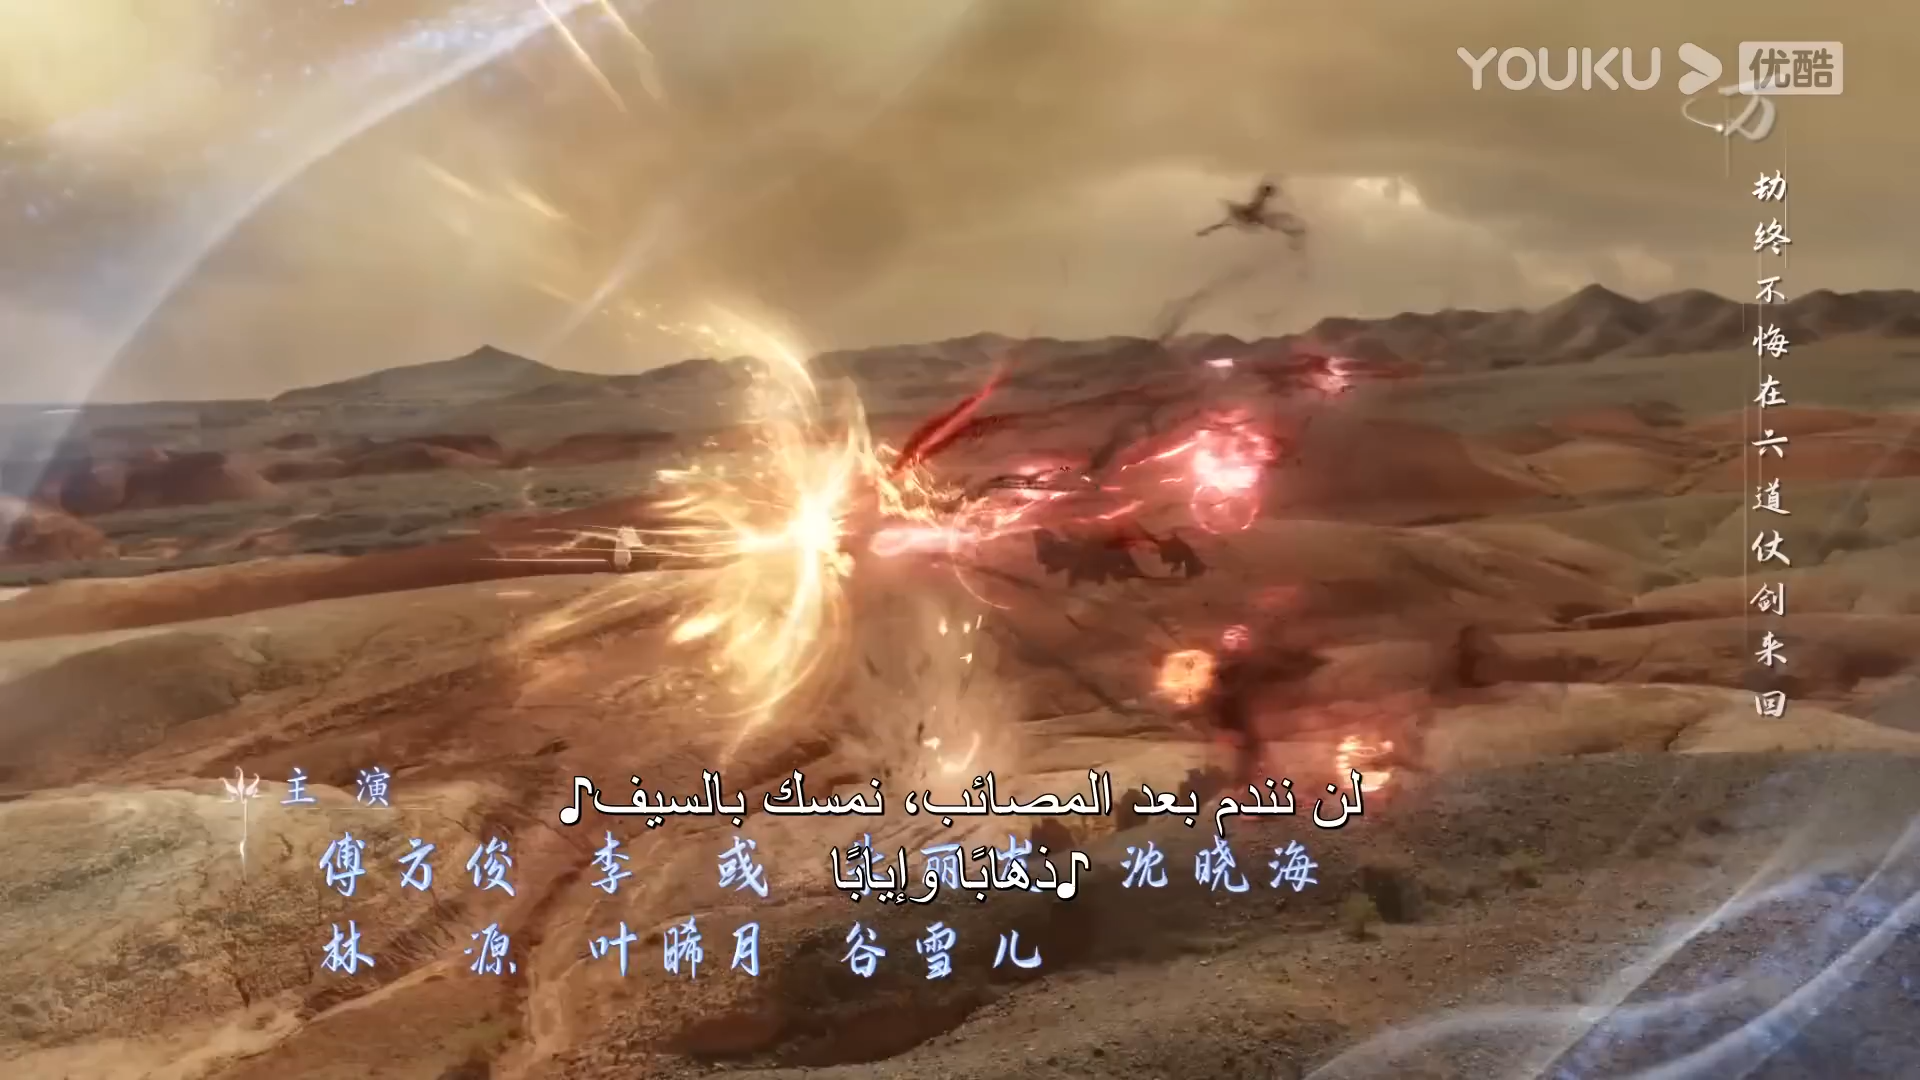 YOUKU 优酷
万
劫终不悔在六道仗剑来回
主演
لن نندم بعد المصائب، نمسك بالسيف♪
♪ذهابًا وإيابًا
傅方俊 李彧 丽 沈晓海
林源 叶晞月 谷雪儿